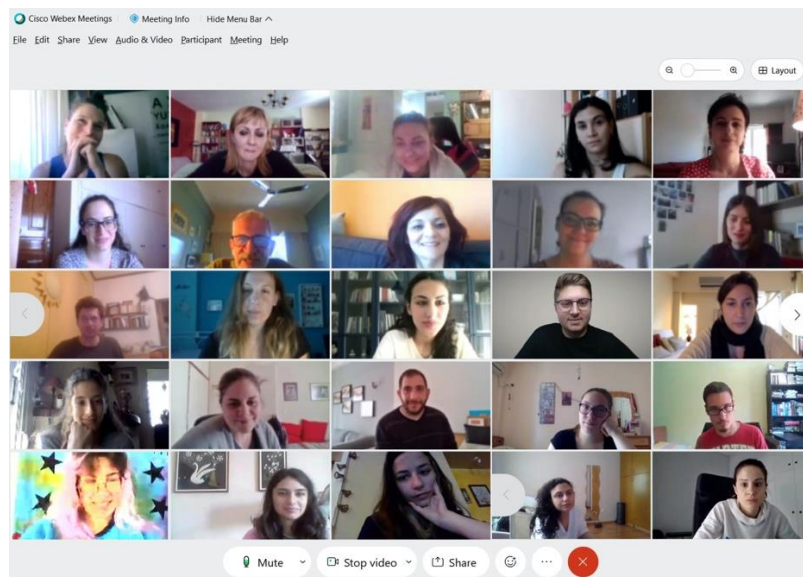 Cisco Webex Meetings Meeting Info Hide Menu Bar
File Edit Share View Audio & Video Participant Meeting Help
Layout
Mute Stop video Share